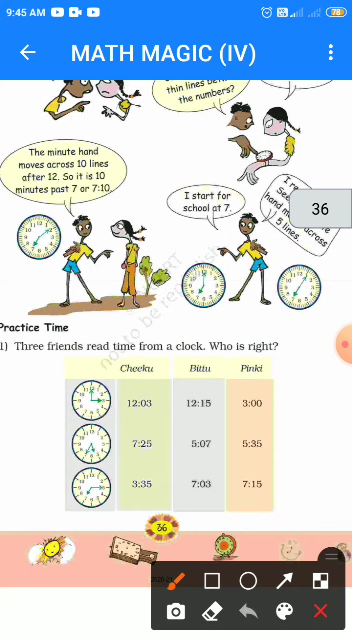 9:45 AM
78
MATH MAGIC (IV)
thin lines
the numbers?
The minute hand
moves across 10 lines
after 12. So it is 10
minutes past 7 or 7:10.
I start for
school at 7.
hand
across
5 lines.
36
not to be
Practice Time
1) Three friends read time from a clock. Who is right?
Cheeku Bittu Pinki
12:03 12:15 3:00
7:25 5:07 5:35
3:35 7:03 7:15
36